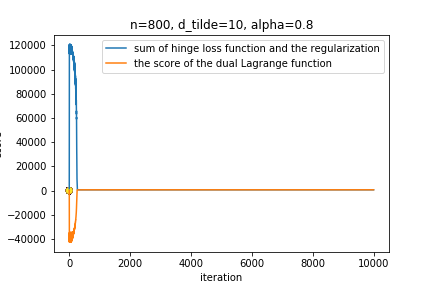 n=800, d_tilde=10, alpha=0.8
sum of hinge loss function and the regularization
the score of the dual Lagrange function
120000
100000
80000
60000
40000
20000
0
−20000
−40000
0 2000 4000 6000 8000 10000
iteration